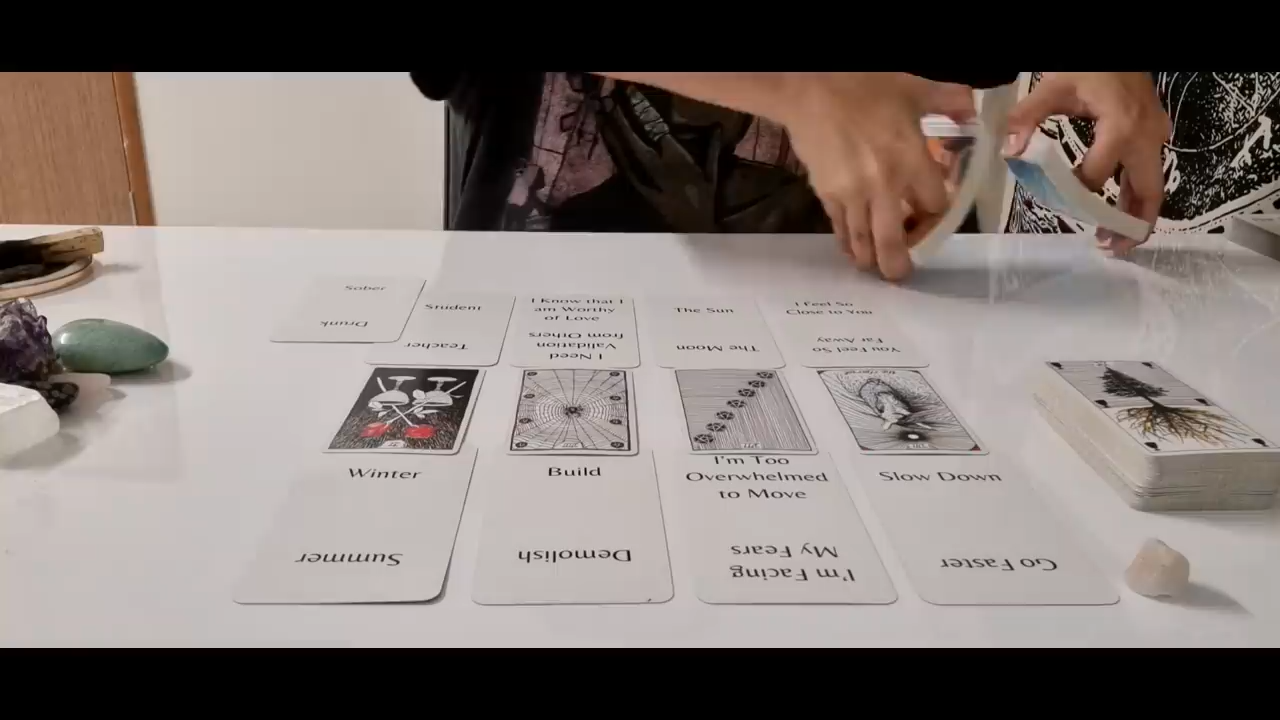 Sober
Drunk
Student
Teacher
I Know that I
am Worthy
of Love
I Need
Validation
from Others
The Sun
The Moon
I Feel So
Close to You
You Feel So
Far Away
Winter
Summer
Build
Demolish
I'm Too
Overwhelmed
to Move
I'm Facing
My Fears
Slow Down
Go Faster